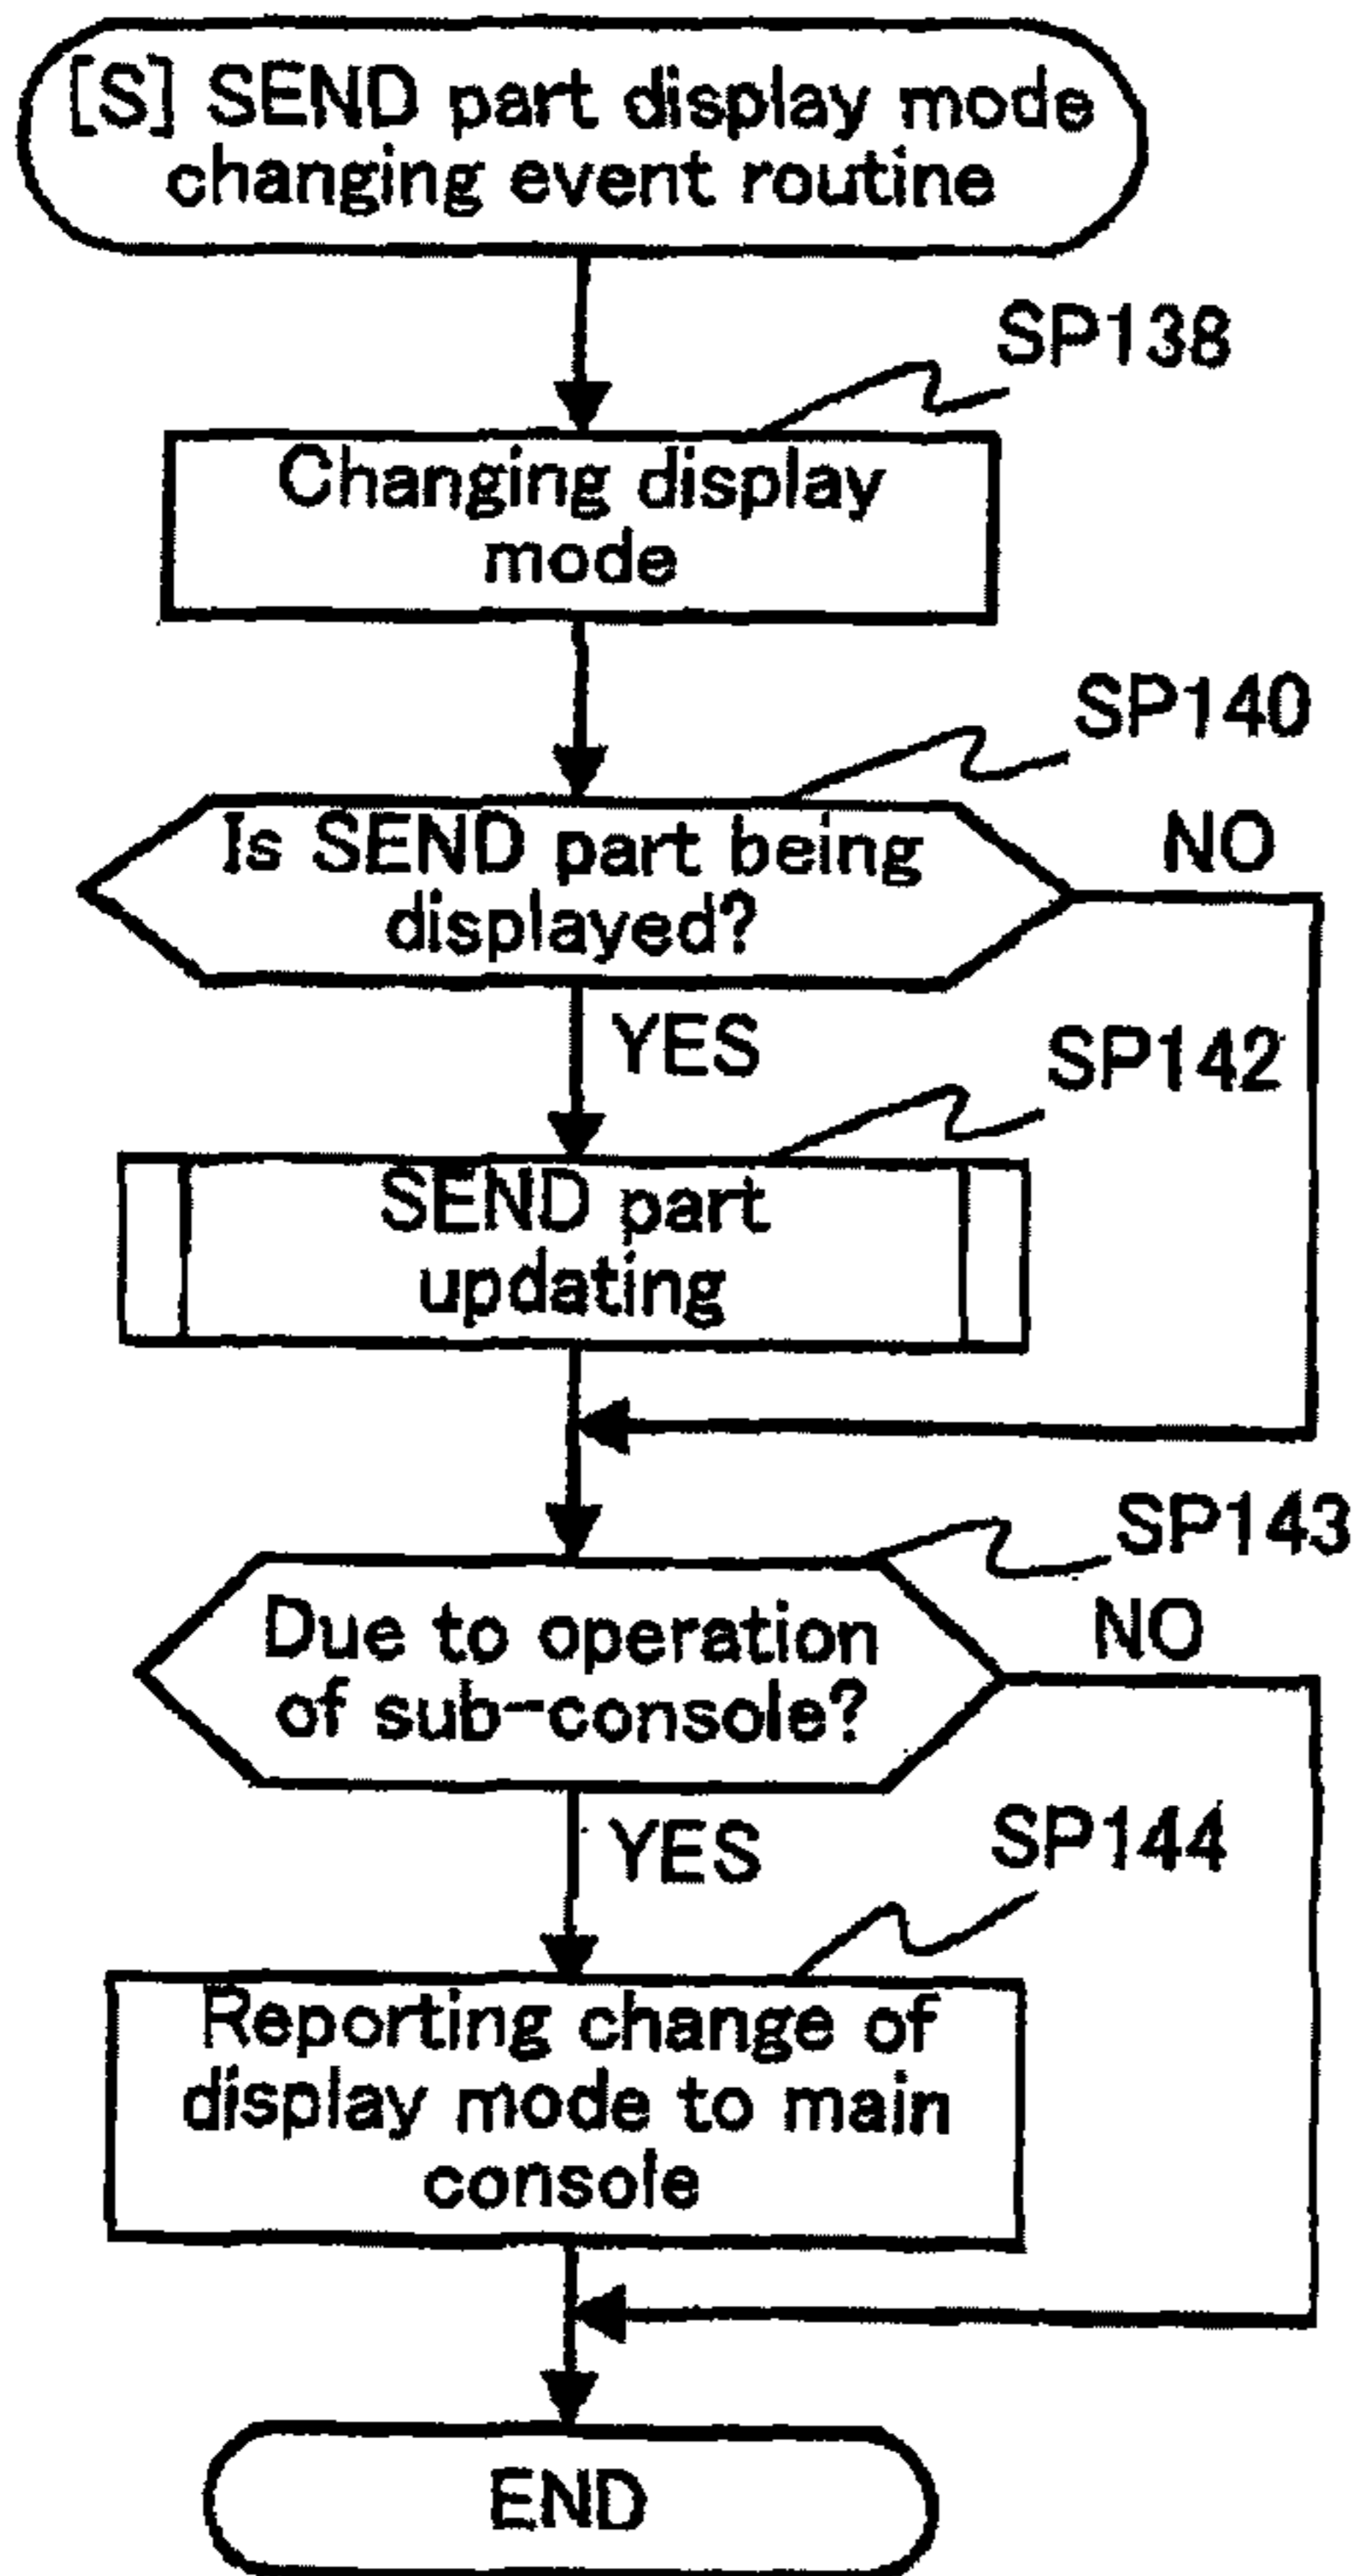 [S] SEND part display mode
changing event routine
SP138
Changing display
mode
SP140
Is SEND part being
displayed?
NO
YES
SP142
SEND part
updating
SP143
Due to operation
of sub-console?
NO
YES
SP144
Reporting change of
display mode to main
console
END